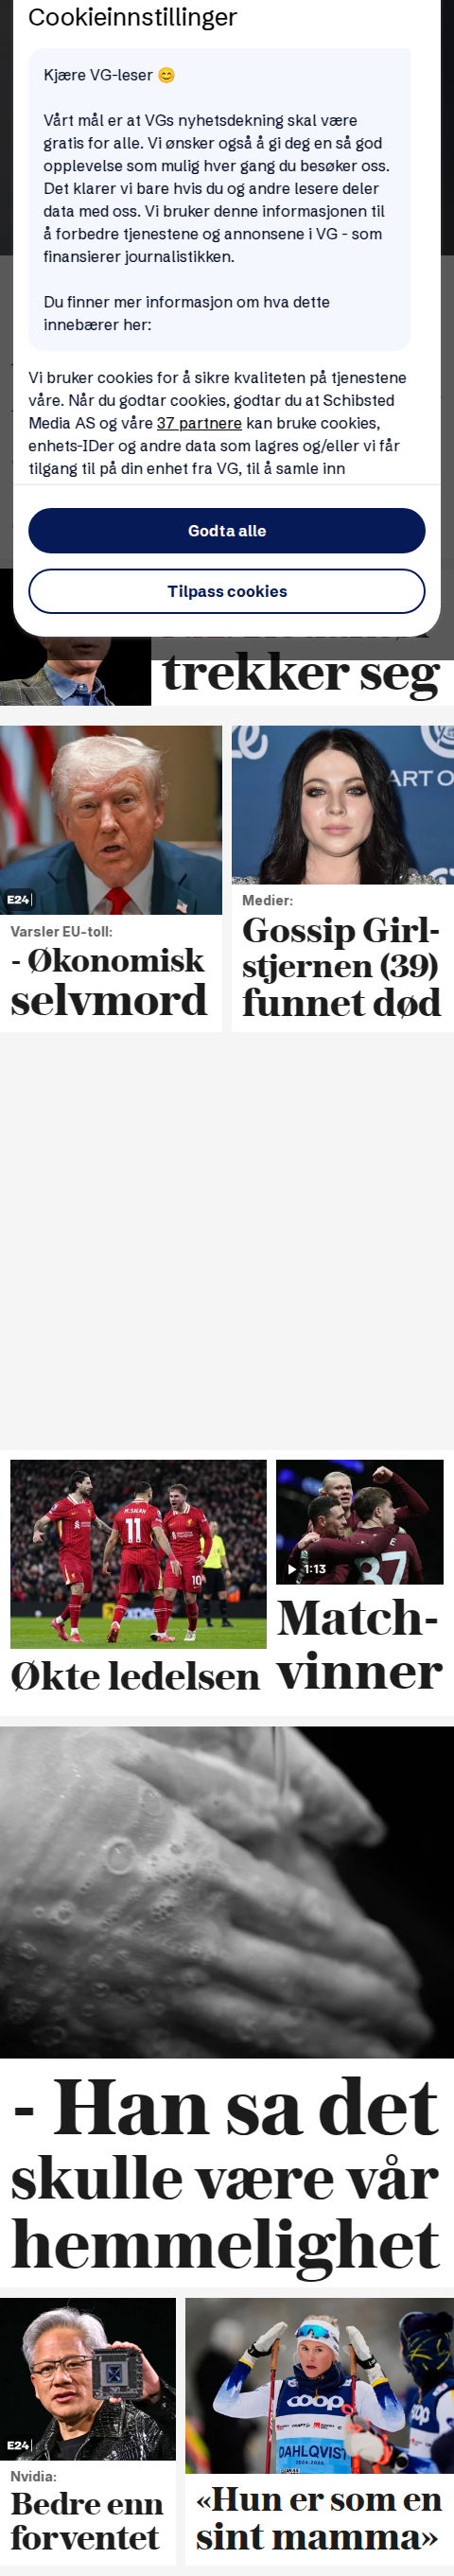 Cookieinnstillinger
Kjære VG-leser 😊
Vårt mål er at VGs nyhetsdekning skal være
gratis for alle. Vi ønsker også å gi deg en så god
opplevelse som mulig hver gang du besøker oss.
Det klarer vi bare hvis du og andre lesere deler
data med oss. Vi bruker denne informasjonen til
å forbedre tjenestene og annonsene i VG - som
finansierer journalistikken.
Du finner mer informasjon om hva dette
innebærer her:
Vi bruker cookies for å sikre kvaliteten på tjenestene
våre. Når du godtar cookies, godtar du at Schibsted
Media AS og våre 37 partnere kan bruke cookies,
enhets-IDer og andre data som lagres og/eller vi får
tilgang til på din enhet fra VG, til å samle inn
Godta alle
Tilpass cookies
trekker seg
E24
Varsler EU-toll:
- Økonomisk
selvmord
ART O
Medier:
Gossip Girl-
stjernen (39)
funnet død
M.SALAH
11
10
Økte ledelsen
1:13
37
Match-
vinner
- Han sa det
skulle være vår
hemmelighet
E24
Nvidia:
Bedre enn
forventet
coop
coop
DAHLQVIST
«Hun er som en
sint mamma»